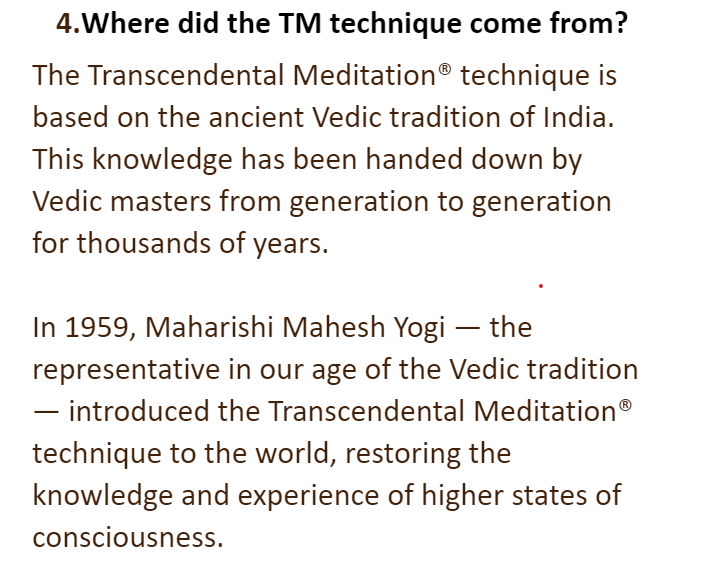 4.Where did the TM technique come from?
The Transcendental Meditation® technique is
based on the ancient Vedic tradition of India.
This knowledge has been handed down by
Vedic masters from generation to generation
for thousands of years.
In 1959, Maharishi Mahesh Yogi — the
representative in our age of the Vedic tradition
— introduced the Transcendental Meditation®
technique to the world, restoring the
knowledge and experience of higher states of
consciousness.